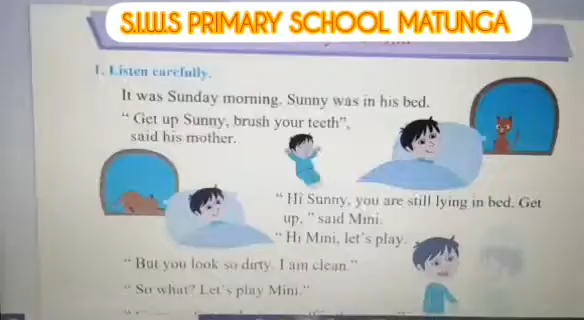 S.I.W.S PRIMARY SCHOOL MATUNGA
1. Listen carefully.
It was Sunday morning. Sunny was in his bed.
“ Get up Sunny, brush your teeth”,
said his mother.
“ Hi Sunny, you are still lying in bed. Get
up, ” said Mini.
“ Hi Mini, let’s play.
“ But you look so dirty. I am clean.”
“ So what? Let’s play Mini.”